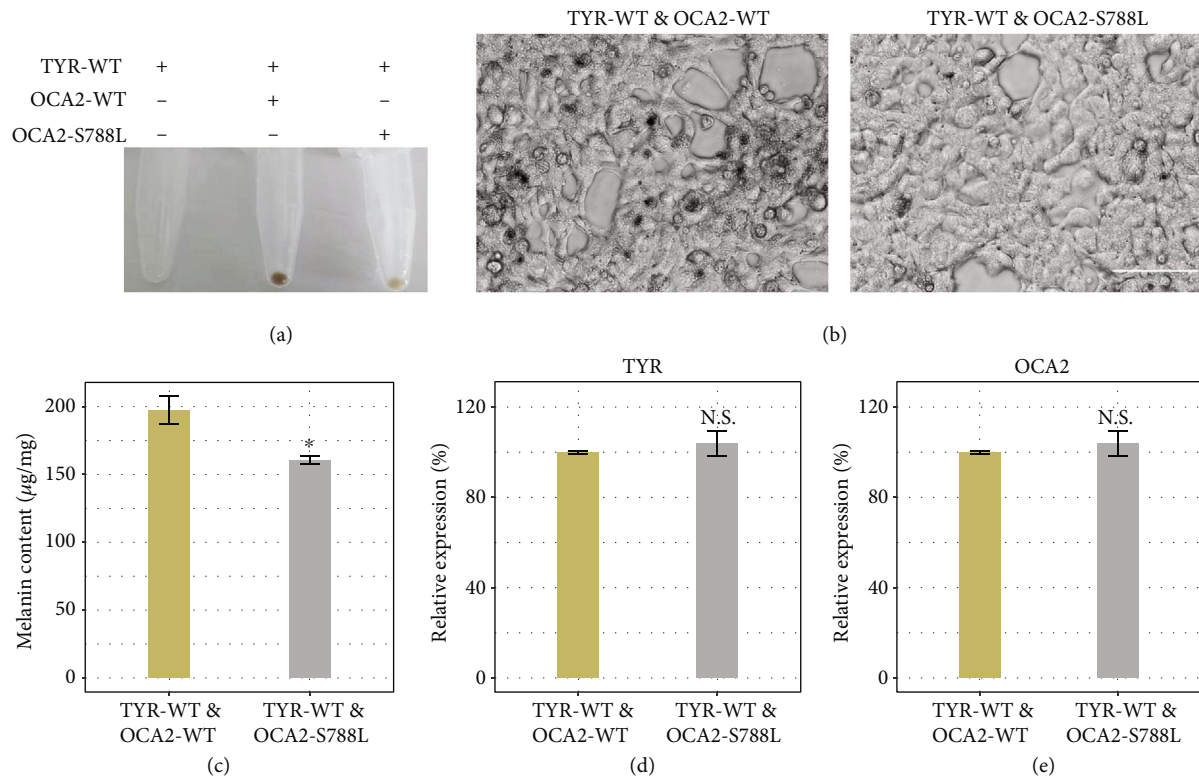 TYR-WT + + +
OCA2-WT – + –
OCA2-S788L – – +
(a)
TYR-WT & OCA2-WT
TYR-WT & OCA2-S788L
(b)
Melanin content (μg/mg)
200
150
100
50
0
*
TYR-WT &
OCA2-WT
TYR-WT &
OCA2-S788L
(c)
TYR
Relative expression (%)
120
80
40
0
N.S.
TYR-WT &
OCA2-WT
TYR-WT &
OCA2-S788L
(d)
OCA2
Relative expression (%)
120
80
40
0
N.S.
TYR-WT &
OCA2-WT
TYR-WT &
OCA2-S788L
(e)